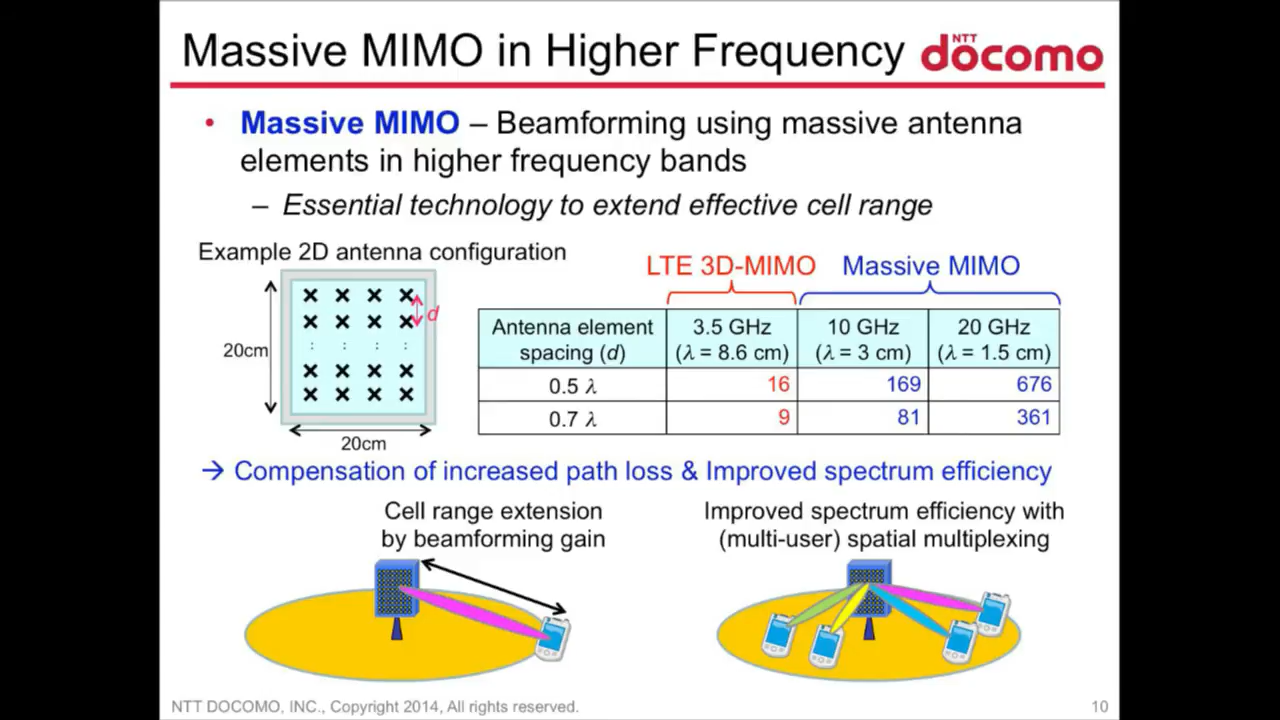 Massive MIMO in Higher Frequency
NTT
döcomo
• Massive MIMO – Beamforming using massive antenna
elements in higher frequency bands
– Essential technology to extend effective cell range
Example 2D antenna configuration
d
20cm
20cm
LTE 3D-MIMO Massive MIMO
Antenna element spacing (d) 3.5 GHz (λ = 8.6 cm) 10 GHz (λ = 3 cm) 20 GHz (λ = 1.5 cm)
0.5 λ 16 169 676
0.7 λ 9 81 361
→ Compensation of increased path loss & Improved spectrum efficiency
Cell range extension
by beamforming gain
Improved spectrum efficiency with
(multi-user) spatial multiplexing
NTT DOCOMO, INC., Copyright 2014, All rights reserved.
10